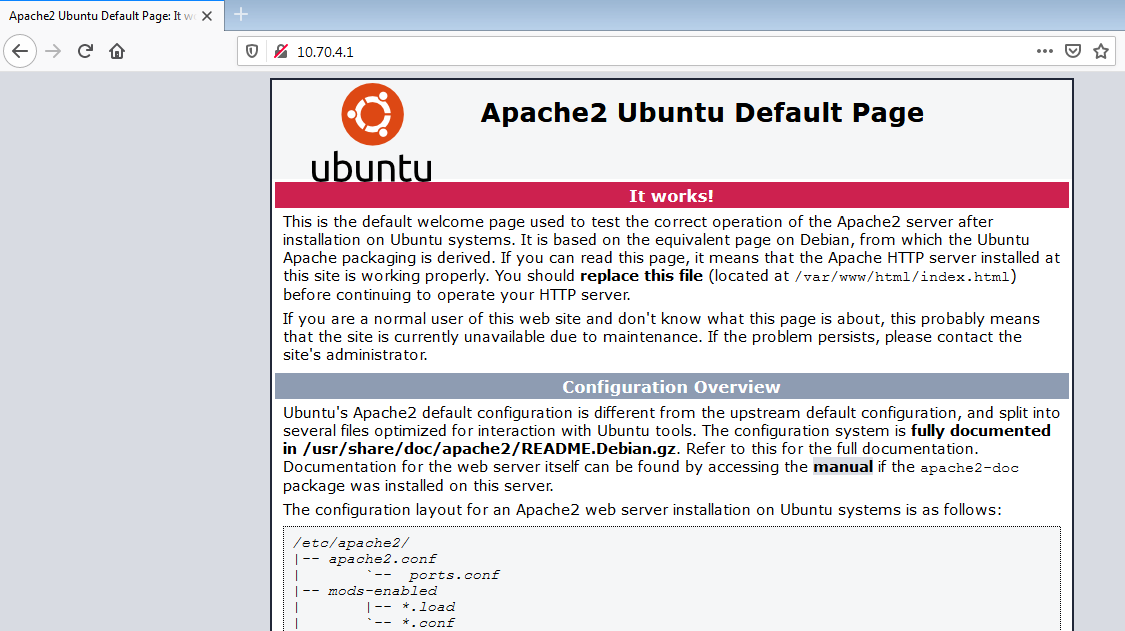 Apache2 Ubuntu Default Page: It w
10.70.4.1
ubuntu
Apache2 Ubuntu Default Page
It works!
This is the default welcome page used to test the correct operation of the Apache2 server after
installation on Ubuntu systems. It is based on the equivalent page on Debian, from which the Ubuntu
Apache packaging is derived. If you can read this page, it means that the Apache HTTP server installed at
this site is working properly. You should replace this file (located at /var/www/html/index.html)
before continuing to operate your HTTP server.
If you are a normal user of this web site and don't know what this page is about, this probably means
that the site is currently unavailable due to maintenance. If the problem persists, please contact the
site's administrator.
Configuration Overview
Ubuntu's Apache2 default configuration is different from the upstream default configuration, and split into
several files optimized for interaction with Ubuntu tools. The configuration system is fully documented
in /usr/share/doc/apache2/README.Debian.gz. Refer to this for the full documentation.
Documentation for the web server itself can be found by accessing the manual if the apache2-doc
package was installed on this server.
The configuration layout for an Apache2 web server installation on Ubuntu systems is as follows:
/etc/apache2/
|-- apache2.conf
|       `--  ports.conf
|-- mods-enabled
|       |-- *.load
|       `-- *.conf